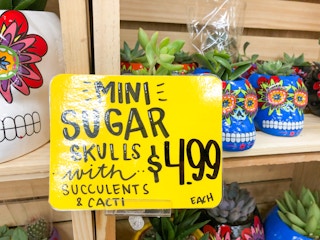 MINI
SUGAR
SKULLS
with $4.99
SUCCULENTS
& CACTI EACH